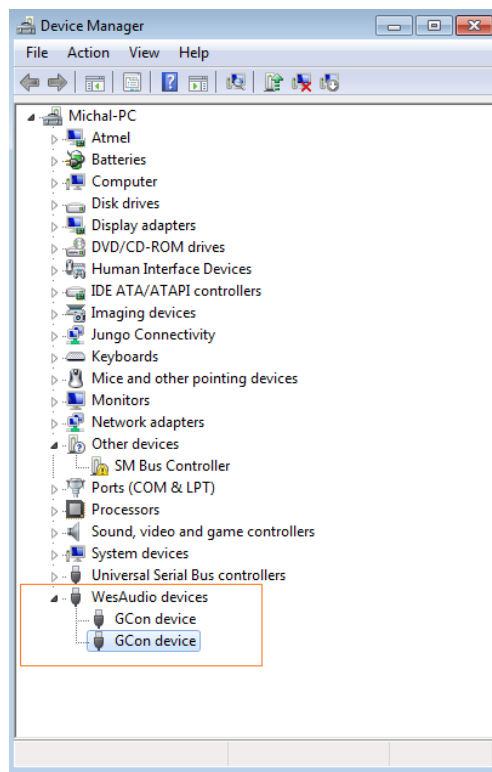 Device Manager
File Action View Help
Michal-PC
Atmel
Batteries
Computer
Disk drives
Display adapters
DVD/CD-ROM drives
Human Interface Devices
IDE ATA/ATAPI controllers
Imaging devices
Jungo Connectivity
Keyboards
Mice and other pointing devices
Monitors
Network adapters
Other devices
SM Bus Controller
Ports (COM & LPT)
Processors
Sound, video and game controllers
System devices
Universal Serial Bus controllers
WesAudio devices
GCon device
GCon device